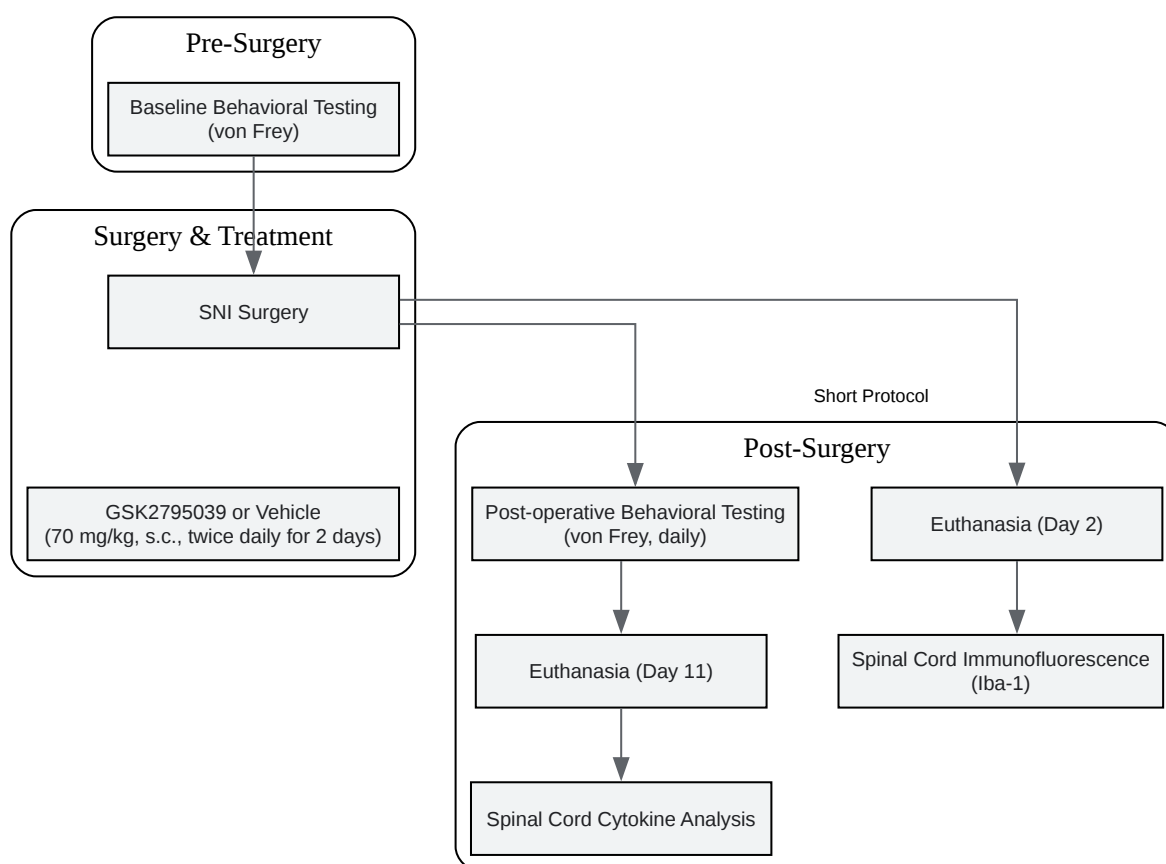 Pre-Surgery
Baseline Behavioral Testing
(von Frey)
Surgery & Treatment
SNI Surgery
GSK2795039 or Vehicle
(70 mg/kg, s.c., twice daily for 2 days)
Short Protocol
Post-Surgery
Post-operative Behavioral Testing
(von Frey, daily)
Euthanasia (Day 2)
Euthanasia (Day 11)
Spinal Cord Immunofluorescence
(Iba-1)
Spinal Cord Cytokine Analysis